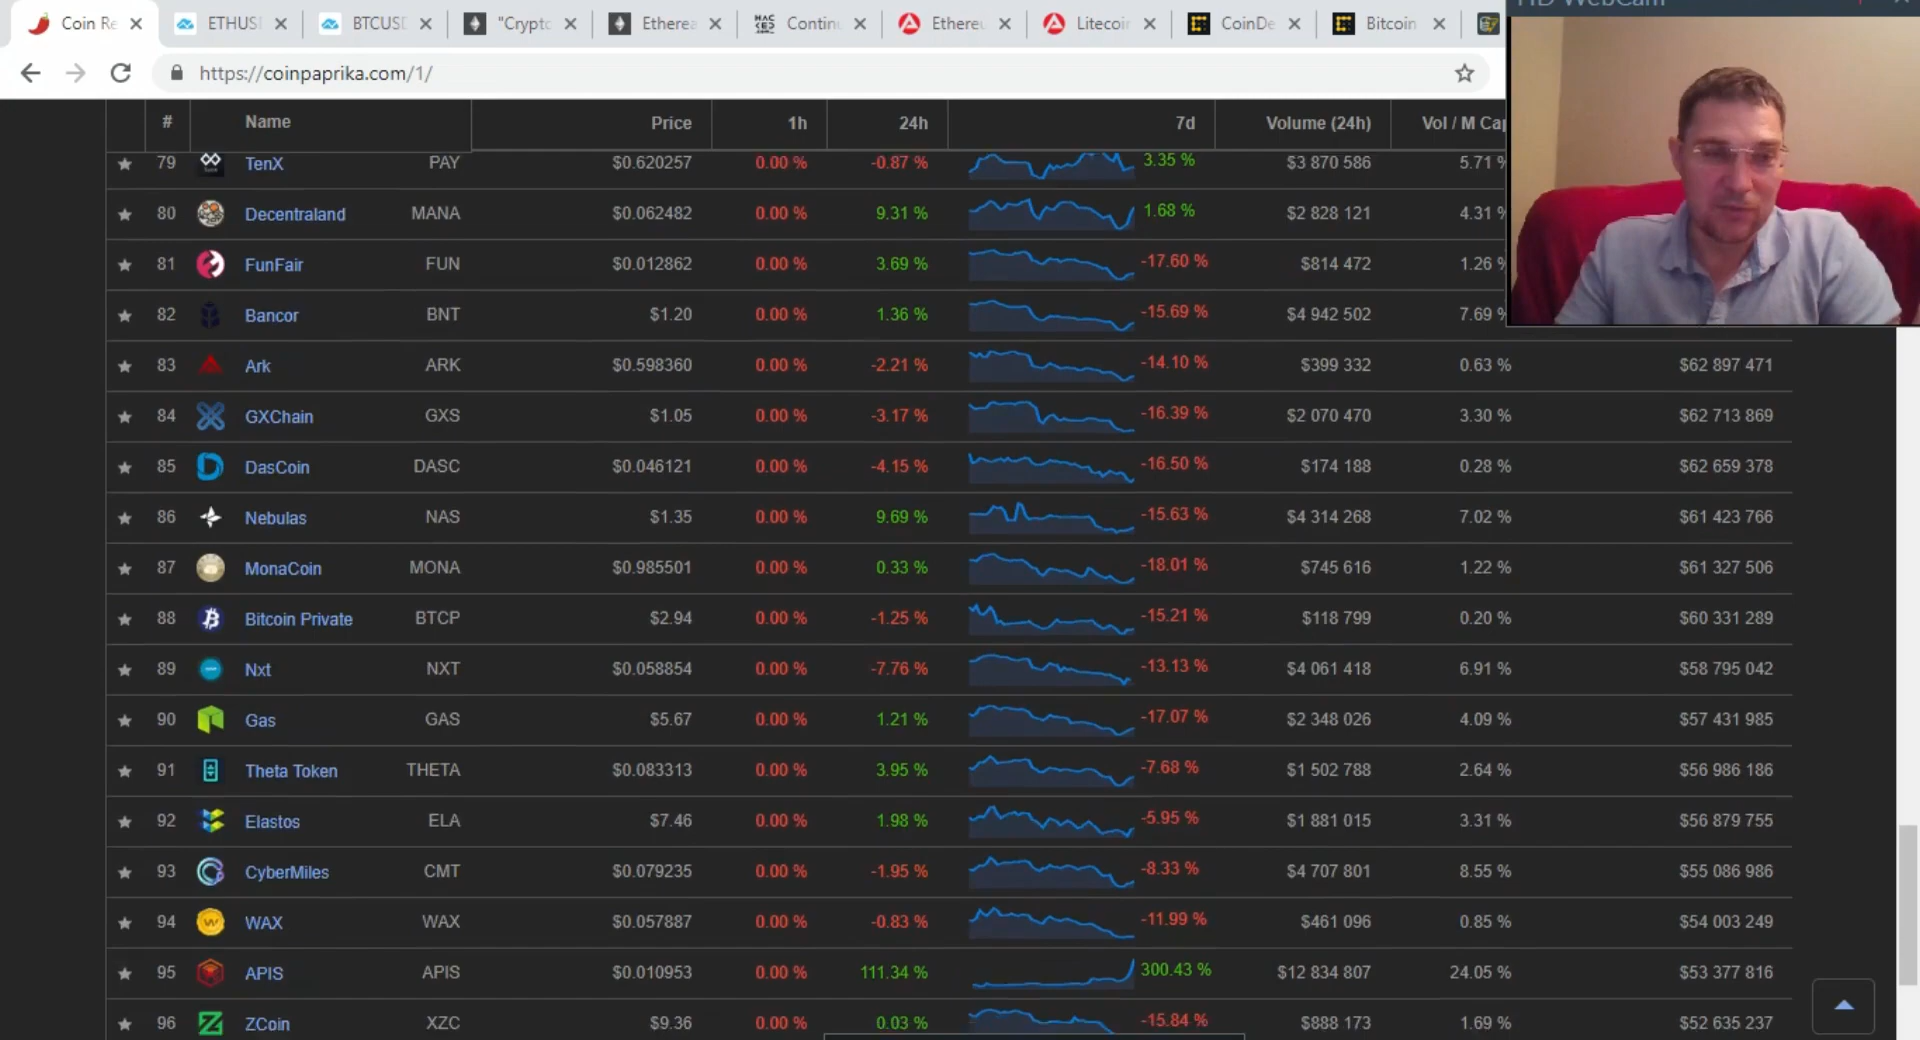 Coin Re ETHUS BTCUSD "Crypto Etherea Continu Ethereu Litecoin CoinDe Bitcoin HD WebCam
https://coinpaprika.com/1/
# Name Price 1h 24h 7d Volume (24h) Vol / M Cap
79 TenX PAY $0.620257 0.00 % -0.87 % 3.35 % $3 870 586 5.71 %
80 Decentraland MANA $0.062482 0.00 % 9.31 % 1.68 % $2 828 121 4.31 %
81 FunFair FUN $0.012862 0.00 % 3.69 % -17.60 % $814 472 1.26 %
82 Bancor BNT $1.20 0.00 % 1.36 % -15.69 % $4 942 502 7.69 %
83 Ark ARK $0.598360 0.00 % -2.21 % -14.10 % $399 332 0.63 % $62 897 471
84 GXChain GXS $1.05 0.00 % -3.17 % -16.39 % $2 070 470 3.30 % $62 713 869
85 DasCoin DASC $0.046121 0.00 % -4.15 % -16.50 % $174 188 0.28 % $62 659 378
86 Nebulas NAS $1.35 0.00 % 9.69 % -15.63 % $4 314 268 7.02 % $61 423 766
87 MonaCoin MONA $0.985501 0.00 % 0.33 % -18.01 % $745 616 1.22 % $61 327 506
88 Bitcoin Private BTCP $2.94 0.00 % -1.25 % -15.21 % $118 799 0.20 % $60 331 289
89 Nxt NXT $0.058854 0.00 % -7.76 % -13.13 % $4 061 418 6.91 % $58 795 042
90 Gas GAS $5.67 0.00 % 1.21 % -17.07 % $2 348 026 4.09 % $57 431 985
91 Theta Token THETA $0.083313 0.00 % 3.95 % -7.68 % $1 502 788 2.64 % $56 986 186
92 Elastos ELA $7.46 0.00 % 1.98 % -5.95 % $1 881 015 3.31 % $56 879 755
93 CyberMiles CMT $0.079235 0.00 % -1.95 % -8.33 % $4 707 801 8.55 % $55 086 986
94 WAX WAX $0.057887 0.00 % -0.83 % -11.99 % $461 096 0.85 % $54 003 249
95 APIS APIS $0.010953 0.00 % 111.34 % 300.43 % $12 834 807 24.05 % $53 377 816
96 ZCoin XZC $9.36 0.00 % 0.03 % -15.84 % $888 173 1.69 % $52 635 237